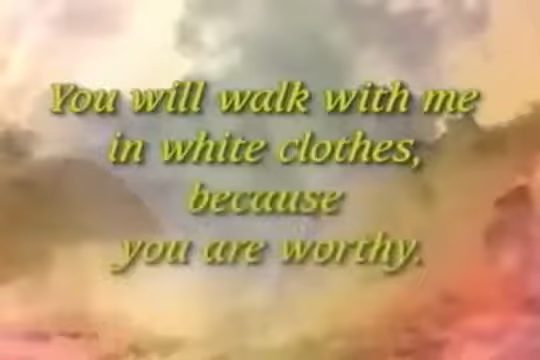 You will walk with me
in white clothes,
because
you are worthy.